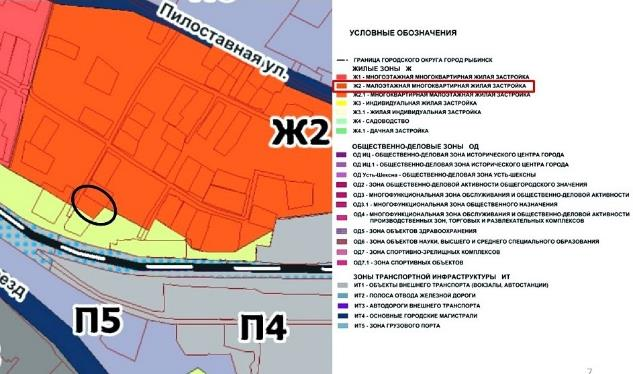 Пилоставная ул.
Ж2
езд
П5
П4
УСЛОВНЫЕ ОБОЗНАЧЕНИЯ
ГРАНИЦА ГОРОДСКОГО ОКРУГА ГОРОД РЫБИНСК
ЖИЛЫЕ ЗОНЫ Ж
Ж1 - МНОГОЭТАЖНАЯ МНОГОКВАРТИРНАЯ ЖИЛАЯ ЗАСТРОЙКА
Ж2 - МАЛОЭТАЖНАЯ МНОГОКВАРТИРНАЯ ЖИЛАЯ ЗАСТРОЙКА
Ж2.1 - МНОГОКВАРТИРНАЯ МАЛОЭТАЖНАЯ ЖИЛАЯ ЗАСТРОЙКА
Ж3 - ИНДИВИДУАЛЬНАЯ ЖИЛАЯ ЗАСТРОЙКА
Ж3.1 - ЖИЛАЯ ИНДИВИДУАЛЬНАЯ ЗАСТРОЙКА
Ж4 - САДОВОДСТВО
Ж4.1 - ДАЧНАЯ ЗАСТРОЙКА
ОБЩЕСТВЕННО-ДЕЛОВЫЕ ЗОНЫ ОД
ОД ИЦ - ОБЩЕСТВЕННО-ДЕЛОВАЯ ЗОНА ИСТОРИЧЕСКОГО ЦЕНТРА ГОРОДА
ОД ИЦ1 - ОБЩЕСТВЕННО-ДЕЛОВАЯ ЗОНА ИСТОРИЧЕСКОГО ЦЕНТРА ГОРОДА
ОД Усть-Шексна - ОБЩЕСТВЕННО-ДЕЛОВАЯ ЗОНА УСТЬ-ШЕКСНЫ
ОД2 - ЗОНА ОБЩЕСТВЕННО-ДЕЛОВОЙ АКТИВНОСТИ ОБЩЕГОРОДСКОГО ЗНАЧЕНИЯ
ОД3 - МНОГОФУНКЦИОНАЛЬНАЯ ЗОНА ОБСЛУЖИВАНИЯ И ОБЩЕСТВЕННО-ДЕЛОВОЙ АКТИВНОСТИ
ОД3.1 - МНОГОФУНКЦИОНАЛЬНАЯ ЗОНА ОБЩЕСТВЕННОГО НАЗНАЧЕНИЯ
ОД4 - МНОГОФУНКЦИОНАЛЬНАЯ ЗОНА ОБСЛУЖИВАНИЯ И ОБЩЕСТВЕННО-ДЕЛОВОЙ АКТИВНОСТИ
ПРОИЗВОДСТВЕННЫХ ЗОН, ТОРГОВЫХ И РАЗВЛЕКАТЕЛЬНЫХ КОМПЛЕКСОВ
ОД5 - ЗОНА ОБЪЕКТОВ ЗДРАВООХРАНЕНИЯ
ОД6 - ЗОНА ОБЪЕКТОВ НАУКИ, ВЫСШЕГО И СРЕДНЕГО СПЕЦИАЛЬНОГО ОБРАЗОВАНИЯ
ОД7 - ЗОНА СПОРТИВНО-ЗРЕЛИЩНЫХ КОМПЛЕКСОВ
ОД7.1 - ЗОНА СПОРТИВНЫХ ОБЪЕКТОВ
ЗОНЫ ТРАНСПОРТНОЙ ИНФРАСТРУКТУРЫ ИТ
ИТ1 - ОБЪЕКТЫ ВНЕШНЕГО ТРАНСПОРТА (ВОКЗАЛЫ, АВТОСТАНЦИИ)
ИТ2 - ПОЛОСА ОТВОДА ЖЕЛЕЗНОЙ ДОРОГИ
ИТ3 - АВТОДОРОГИ ВНЕШНЕГО ТРАНСПОРТА
ИТ4 - ОСНОВНЫЕ ГОРОДСКИЕ МАГИСТРАЛИ
ИТ5 - ЗОНА ГРУЗОВОГО ПОРТА
7